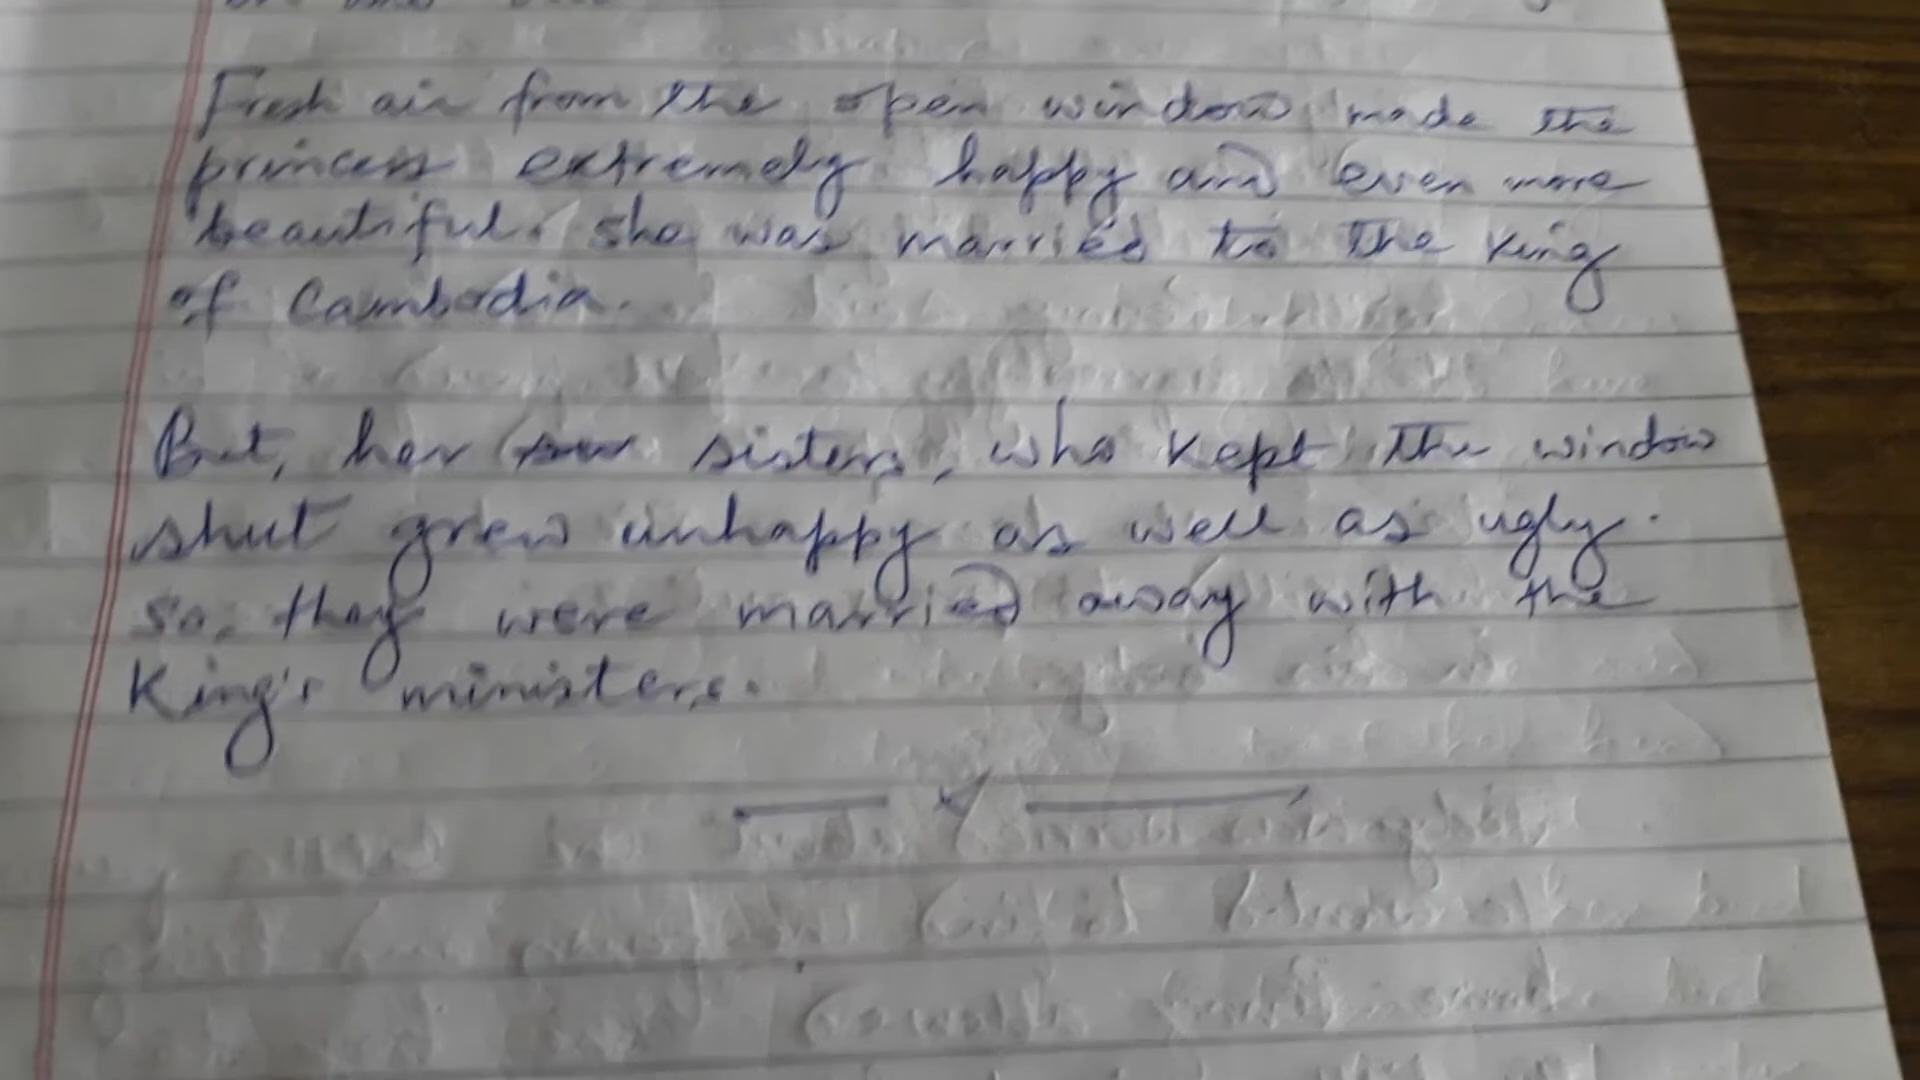 Fresh air from the open window made the
princess extremely happy and even more
beautiful. she was married to the King
of Cambodia.
But, her sisters, who kept the window
shut grew unhappy as well as ugly.
so, they were married away with the
King's ministers.